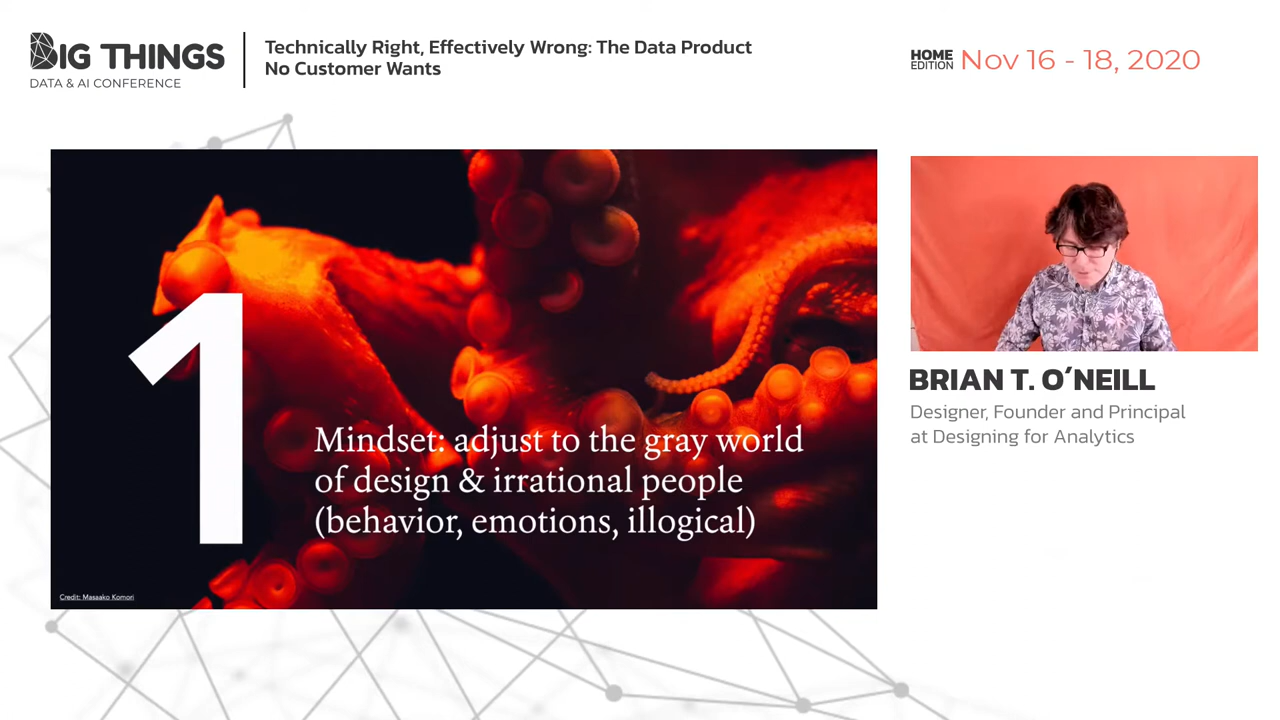 BIG THINGS
DATA & AI CONFERENCE
Technically Right, Effectively Wrong: The Data Product
No Customer Wants
HOME
EDITION
Nov 16 - 18, 2020
1
Mindset: adjust to the gray world
of design & irrational people
(behavior, emotions, illogical)
Credit: Masaako Komori
BRIAN T. O´NEILL
Designer, Founder and Principal
at Designing for Analytics